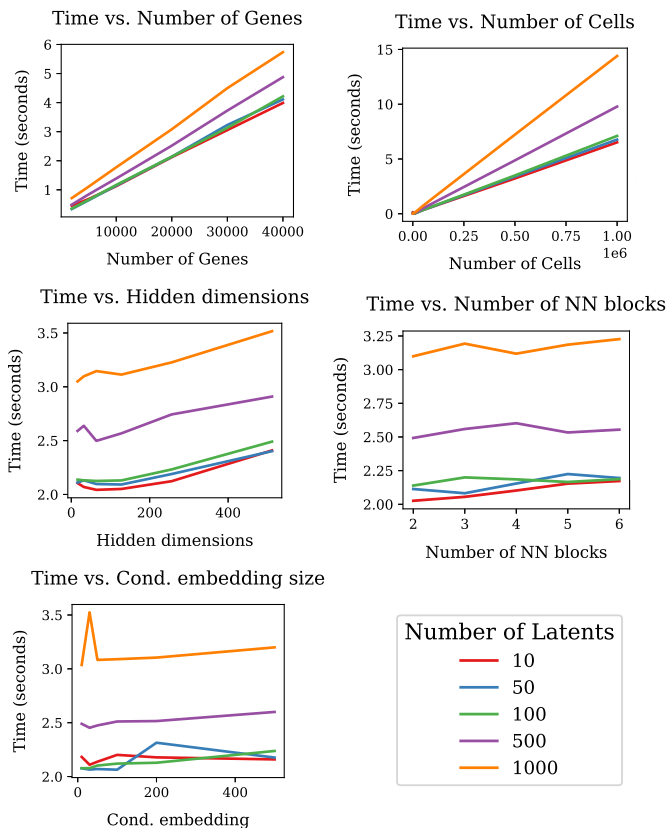 Time vs. Number of Genes
6
5
4
3
2
1
Time (seconds)
10000 20000 30000 40000
Number of Genes
Time vs. Number of Cells
15
10
5
0
Time (seconds)
0.00 0.25 0.50 0.75 1.00
1e6
Number of Cells
Time vs. Hidden dimensions
3.5
3.0
2.5
2.0
Time (seconds)
0 200 400
Hidden dimensions
Time vs. Number of NN blocks
3.25
3.00
2.75
2.50
2.25
2.00
Time (seconds)
2 3 4 5 6
Number of NN blocks
Time vs. Cond. embedding size
3.5
3.0
2.5
2.0
Time (seconds)
0 200 400
Cond. embedding
Number of Latents
10
50
100
500
1000